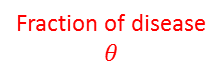 Fraction of disease
θ